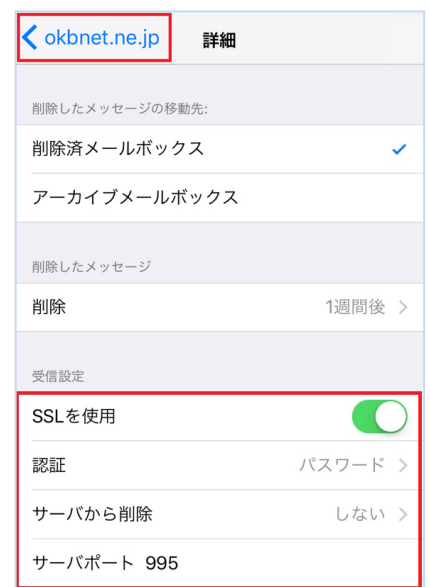 okbnet.ne.jp 詳細
削除したメッセージの移動先:
削除済メールボックス
アーカイブメールボックス
削除したメッセージ
削除 1週間後
受信設定
SSLを使用
認証 パスワード
サーバから削除 しない
サーバポート 995